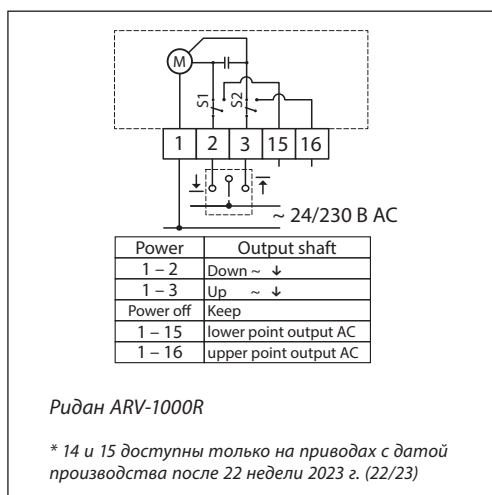 M
S1
S2
1 2 3 15 16
~ 24/230 В AC
Power Output shaft
1 – 2 Down ~ ↓
1 – 3 Up ~ ↓
Power off Keep
1 – 15 lower point output AC
1 – 16 upper point output AC
Ридан ARV-1000R
* 14 и 15 доступны только на приводах с датой
производства после 22 недели 2023 г. (22/23)